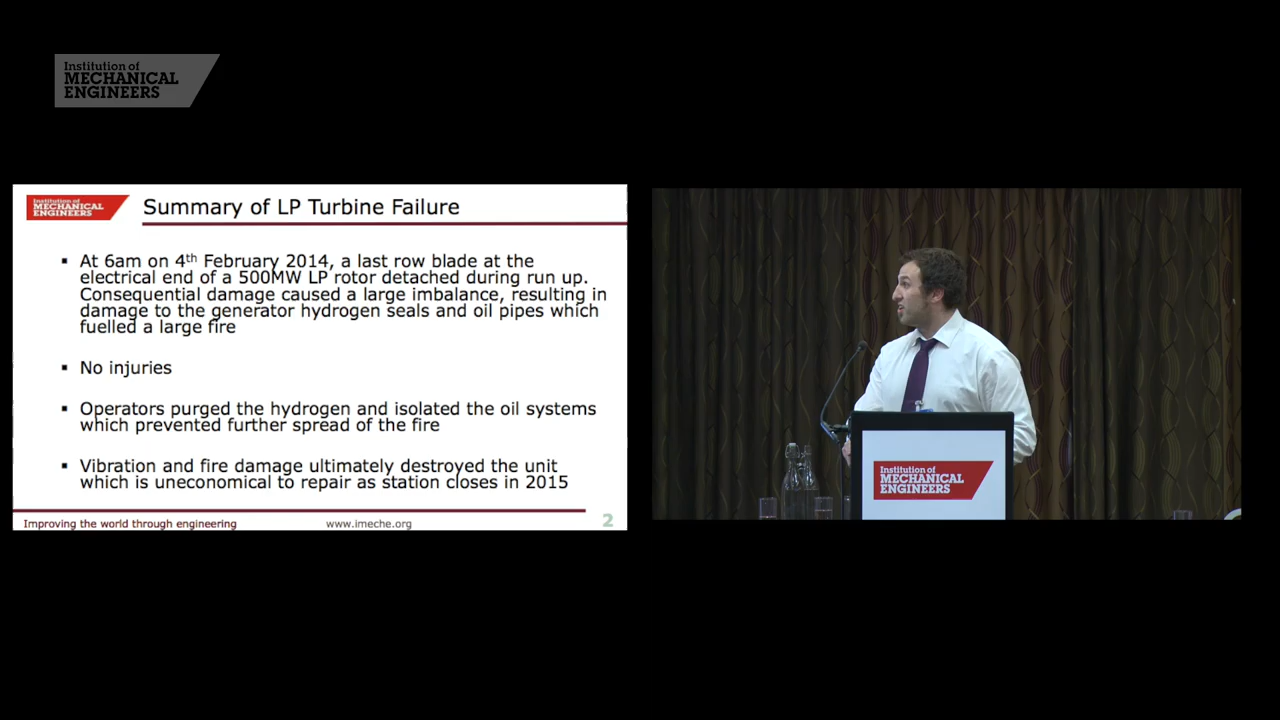 Institution of
MECHANICAL
ENGINEERS
Institution of
MECHANICAL
ENGINEERS
Summary of LP Turbine Failure
▪ At 6am on 4th February 2014, a last row blade at the
electrical end of a 500MW LP rotor detached during run up.
Consequential damage caused a large imbalance, resulting in
damage to the generator hydrogen seals and oil pipes which
fuelled a large fire
▪ No injuries
▪ Operators purged the hydrogen and isolated the oil systems
which prevented further spread of the fire
▪ Vibration and fire damage ultimately destroyed the unit
which is uneconomical to repair as station closes in 2015
Improving the world through engineering
www.imeche.org
2
Institution of
MECHANICAL
ENGINEERS